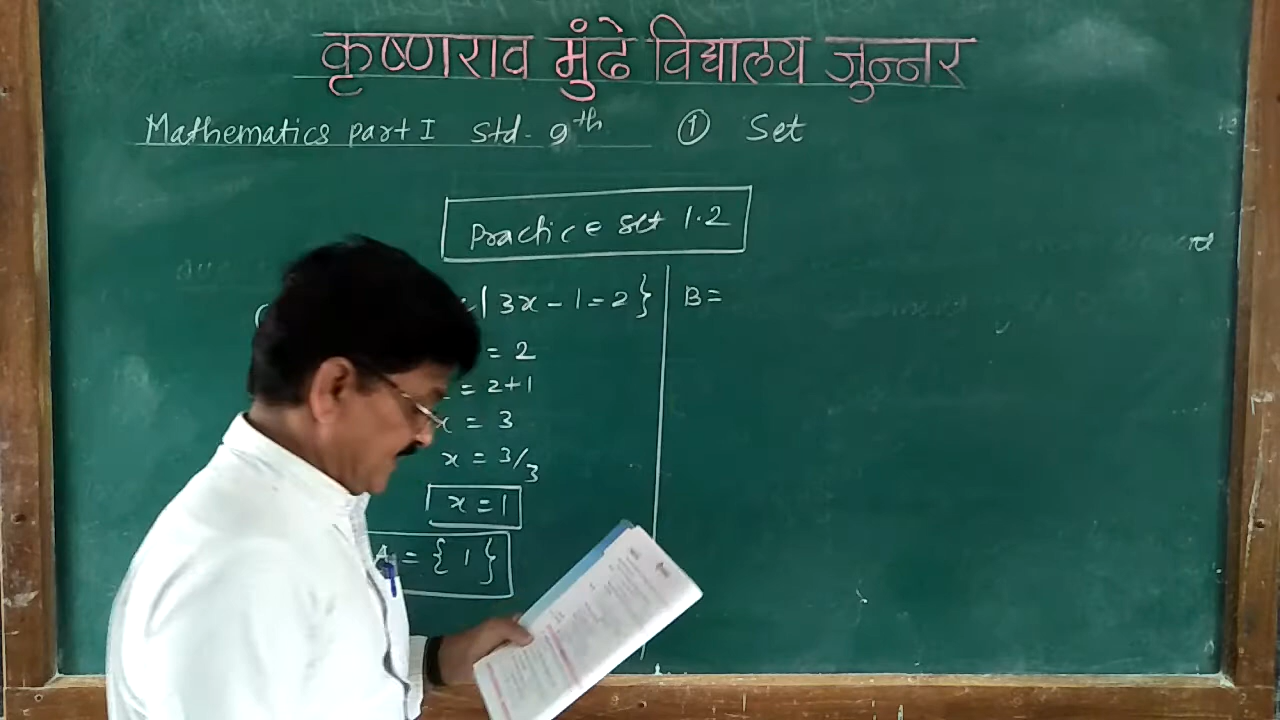 कृष्णराव मुंढे विद्यालय जुन्नर
Mathematics part I Std. 9th ① Set
Practice set 1.2
| 3x - 1 = 2}
= 2
= 2+1
x = 3
x = 3/3
x = 1
A = { 1 }
B =